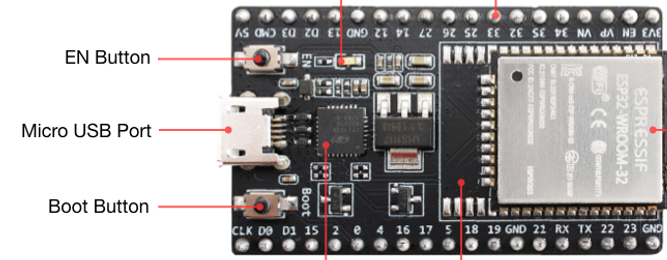 5V CMD D3 D2 13 GND 12 14 27 26 25 33 32 35 34 VN VP EN 3V3
EN Button
EN
Micro USB Port
AMS1117
ESPRESSIF
ESP32-WROOM-32
Boot Button
Boot
CLK D0 D1 15 2 0 4 16 17 5 18 19 GND 21 RX TX 22 23 GND